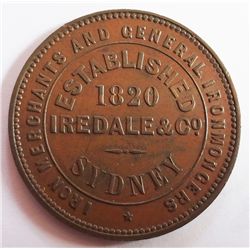 IRON MERCHANTS AND GENERAL IRONMONGERS
ESTABLISHED
1820
IREDALE & Co
SYDNEY